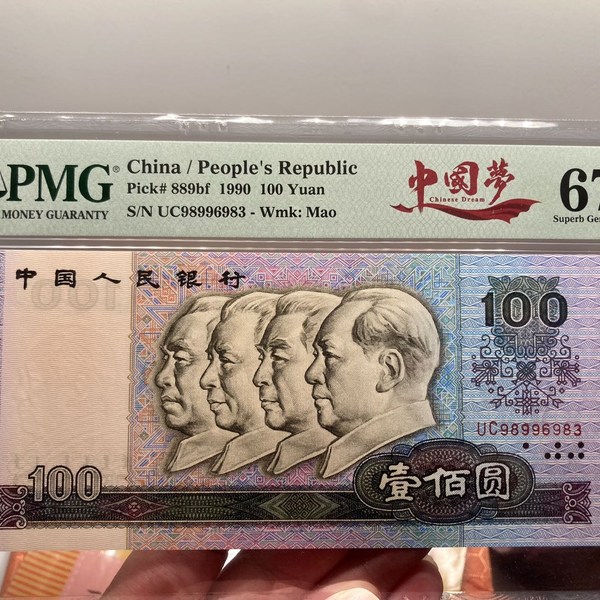 PMG®
MONEY GUARANTY
China / People's Republic
Pick# 889bf 1990 100 Yuan
S/N UC98996983 - Wmk: Mao
中國夢
Chinese Dream
67
Superb Ge
中国人民银行
100
UC98996983
100
壹佰圆